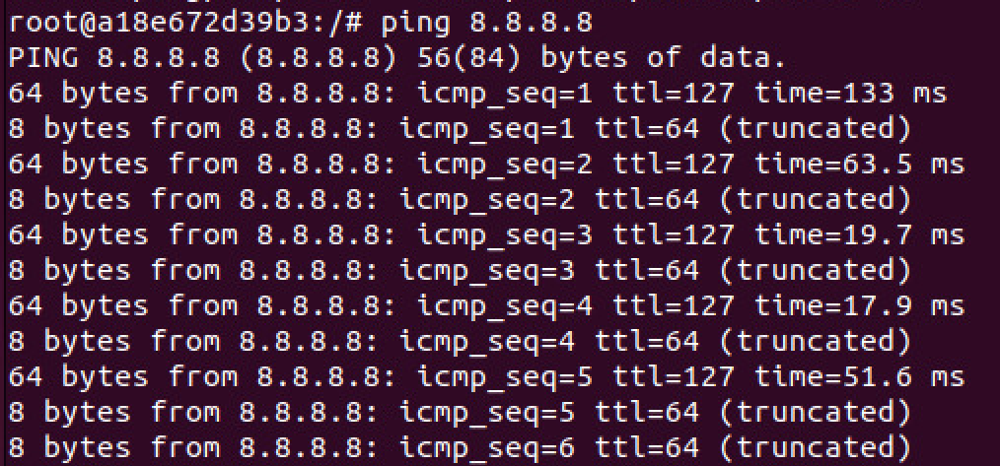 root@a18e672d39b3:/# ping 8.8.8.8
PING 8.8.8.8 (8.8.8.8) 56(84) bytes of data.
64 bytes from 8.8.8.8: icmp_seq=1 ttl=127 time=133 ms
8 bytes from 8.8.8.8: icmp_seq=1 ttl=64 (truncated)
64 bytes from 8.8.8.8: icmp_seq=2 ttl=127 time=63.5 ms
8 bytes from 8.8.8.8: icmp_seq=2 ttl=64 (truncated)
64 bytes from 8.8.8.8: icmp_seq=3 ttl=127 time=19.7 ms
8 bytes from 8.8.8.8: icmp_seq=3 ttl=64 (truncated)
64 bytes from 8.8.8.8: icmp_seq=4 ttl=127 time=17.9 ms
8 bytes from 8.8.8.8: icmp_seq=4 ttl=64 (truncated)
64 bytes from 8.8.8.8: icmp_seq=5 ttl=127 time=51.6 ms
8 bytes from 8.8.8.8: icmp_seq=5 ttl=64 (truncated)
8 bytes from 8.8.8.8: icmp_seq=6 ttl=64 (truncated)